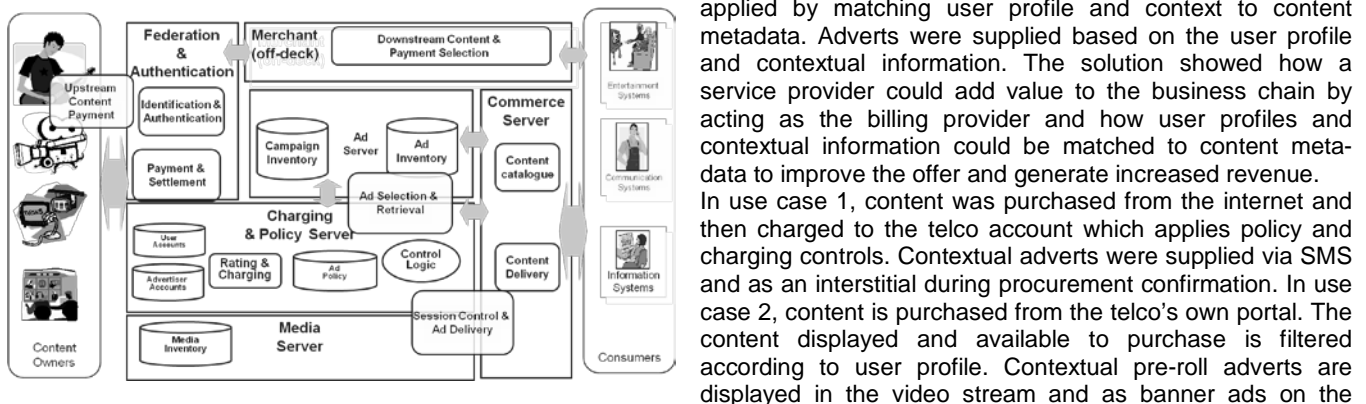 Federation
&
Authentication
Merchant
(off-deck)
Downstream Content &
Payment Selection
Upstream
Content
Payment
Identification &
Authentication
Payment &
Settlement
Campaign
Inventory
Ad
Server
Ad
Inventory
Commerce
Server
Content
catalogue
Ad Selection &
Retrieval
Charging
& Policy Server
User
Accounts
Advertiser
Accounts
Rating &
Charging
Ad
Policy
Control
Logic
Content
Delivery
Session Control &
Ad Delivery
Media
Inventory
Media
Server
Content
Owners
Entertainment
Systems
Communication
Systems
Information
Systems
Consumers
applied by matching user profile and context to content
metadata. Adverts were supplied based on the user profile
and contextual information. The solution showed how a
service provider could add value to the business chain by
acting as the billing provider and how user profiles and
contextual information could be matched to content meta-
data to improve the offer and generate increased revenue.
In use case 1, content was purchased from the internet and
then charged to the telco account which applies policy and
charging controls. Contextual adverts were supplied via SMS
and as an interstitial during procurement confirmation. In use
case 2, content is purchased from the telco's own portal. The
content displayed and available to purchase is filtered
according to user profile. Contextual pre-roll adverts are
displayed in the video stream and as banner ads on the